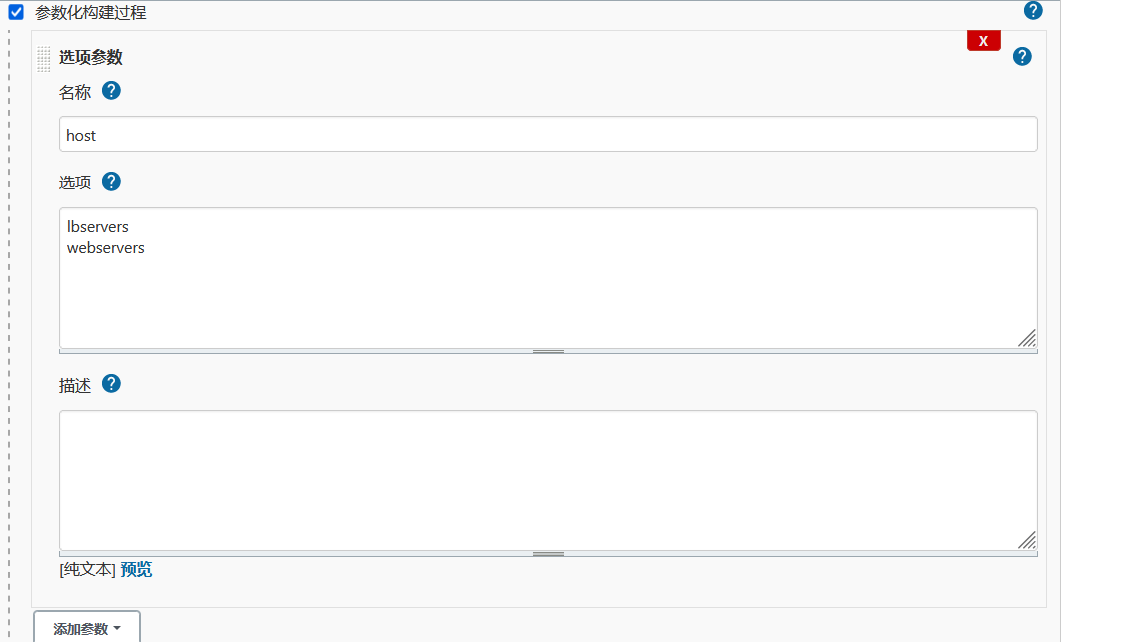 参数化构建过程
?
X
选项参数
?
名称 ?
host
选项 ?
lbservers
webservers
描述 ?
[纯文本] 预览
添加参数